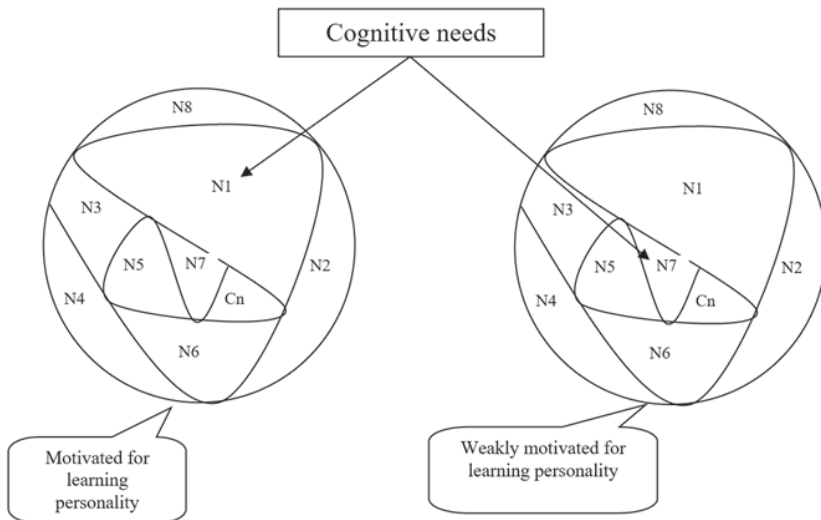 Cognitive needs
N8
N1
N3
N5
N7
N2
N4
Cn
N6
N8
N1
N3
N5
N7
N2
N4
Cn
N6
Motivated for
learning
personality
Weakly motivated for
learning personality